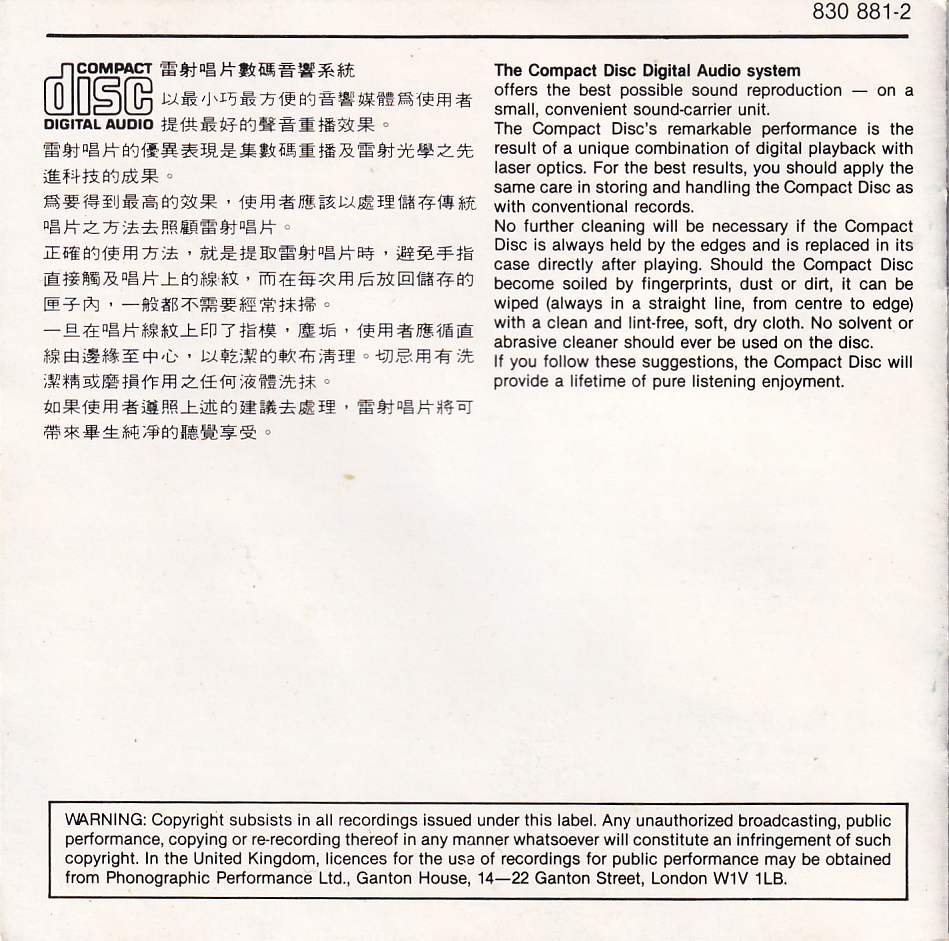 830 881-2
COMPACT
disc
DIGITAL AUDIO
雷射唱片數碼音響系統
以最小巧最方便的音響媒體爲使用者
提供最好的聲音重播效果。
雷射唱片的優異表現是集數碼重播及雷射光學之先
進科技的成果。
爲要得到最高的效果，使用者應該以處理儲存傳統
唱片之方法去照顧雷射唱片。
正確的使用方法，就是提取雷射唱片時，避免手指
直接觸及唱片上的線紋，而在每次用后放回儲存的
匣子內，一般都不需要經常抹掃。
一旦在唱片線紋上印了指模，塵垢，使用者應循直
線由邊緣至中心，以乾潔的軟布清理。切忌用有洗
潔精或磨損作用之任何液體洗抹。
如果使用者遵照上述的建議去處理，雷射唱片將可
帶來畢生純淨的聽覺享受。
The Compact Disc Digital Audio system
offers the best possible sound reproduction — on a
small, convenient sound-carrier unit.
The Compact Disc's remarkable performance is the
result of a unique combination of digital playback with
laser optics. For the best results, you should apply the
same care in storing and handling the Compact Disc as
with conventional records.
No further cleaning will be necessary if the Compact
Disc is always held by the edges and is replaced in its
case directly after playing. Should the Compact Disc
become soiled by fingerprints, dust or dirt, it can be
wiped (always in a straight line, from centre to edge)
with a clean and lint-free, soft, dry cloth. No solvent or
abrasive cleaner should ever be used on the disc.
If you follow these suggestions, the Compact Disc will
provide a lifetime of pure listening enjoyment.
WARNING: Copyright subsists in all recordings issued under this label. Any unauthorized broadcasting, public
performance, copying or re-recording thereof in any manner whatsoever will constitute an infringement of such
copyright. In the United Kingdom, licences for the use of recordings for public performance may be obtained
from Phonographic Performance Ltd., Ganton House, 14—22 Ganton Street, London W1V 1LB.